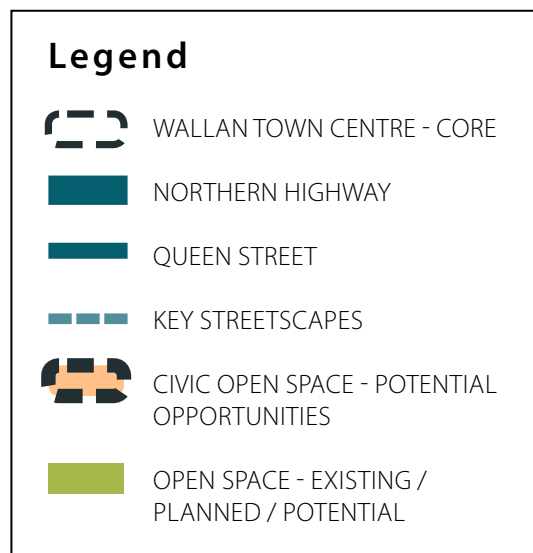 Legend
WALLAN TOWN CENTRE - CORE
NORTHERN HIGHWAY
QUEEN STREET
KEY STREETSCAPES
CIVIC OPEN SPACE - POTENTIAL
OPPORTUNITIES
OPEN SPACE - EXISTING /
PLANNED / POTENTIAL